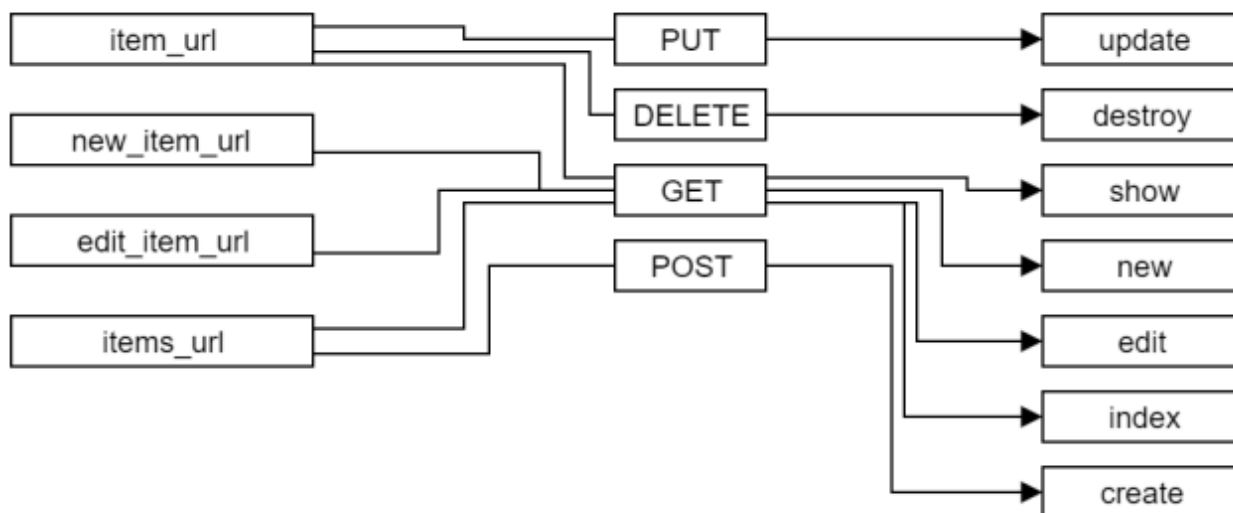 item_url
PUT
update
DELETE
destroy
new_item_url
GET
show
edit_item_url
POST
new
items_url
edit
index
create